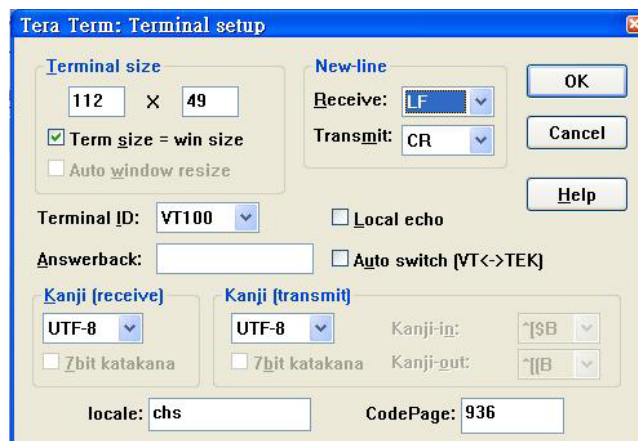 Tera Term: Terminal setup
Terminal size
112 X 49
Term size = win size
Auto window resize
New-line
Receive: LF
Transmit: CR
OK
Cancel
Help
Terminal ID: VT100
Local echo
Answerback:
Auto switch (VT<->TEK)
Kanji (receive)
UTF-8
7bit katakana
Kanji (transmit)
UTF-8
7bit katakana
Kanji-in: ^[$B
Kanji-out: ^[(B
locale: chs
CodePage: 936